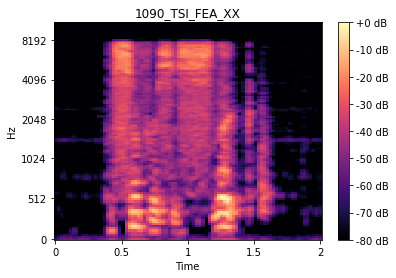 1090_TSI_FEA_XX
8192
4096
2048
1024
512
0
Hz
0
0.5
1
1.5
2
Time
+0 dB
-10 dB
-20 dB
-30 dB
-40 dB
-50 dB
-60 dB
-70 dB
-80 dB